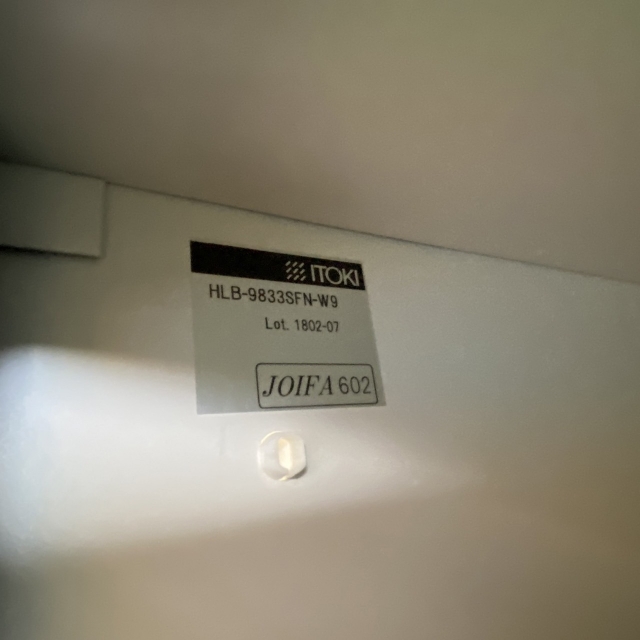 ITOKI
HLB-9833SFN-W9
Lot. 1802-07
JOIFA 602